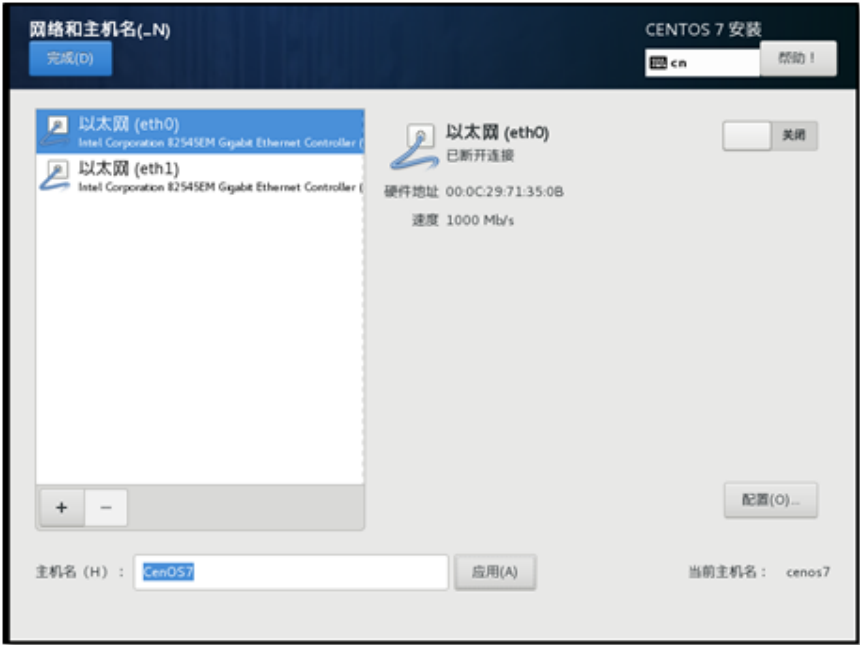 网络和主机名(_N)
CENTOS 7 安装
完成(D)
cn
帮助！
以太网 (eth0)
Intel Corporation 82545EM Gigabit Ethernet Controller (
以太网 (eth1)
Intel Corporation 82545EM Gigabit Ethernet Controller (
以太网 (eth0)
已断开连接
关闭
硬件地址 00:0C:29:71:35:0B
速度 1000 Mb/s
+ −
配置(O)...
主机名（H）： CenOS7
应用(A)
当前主机名： cenos7